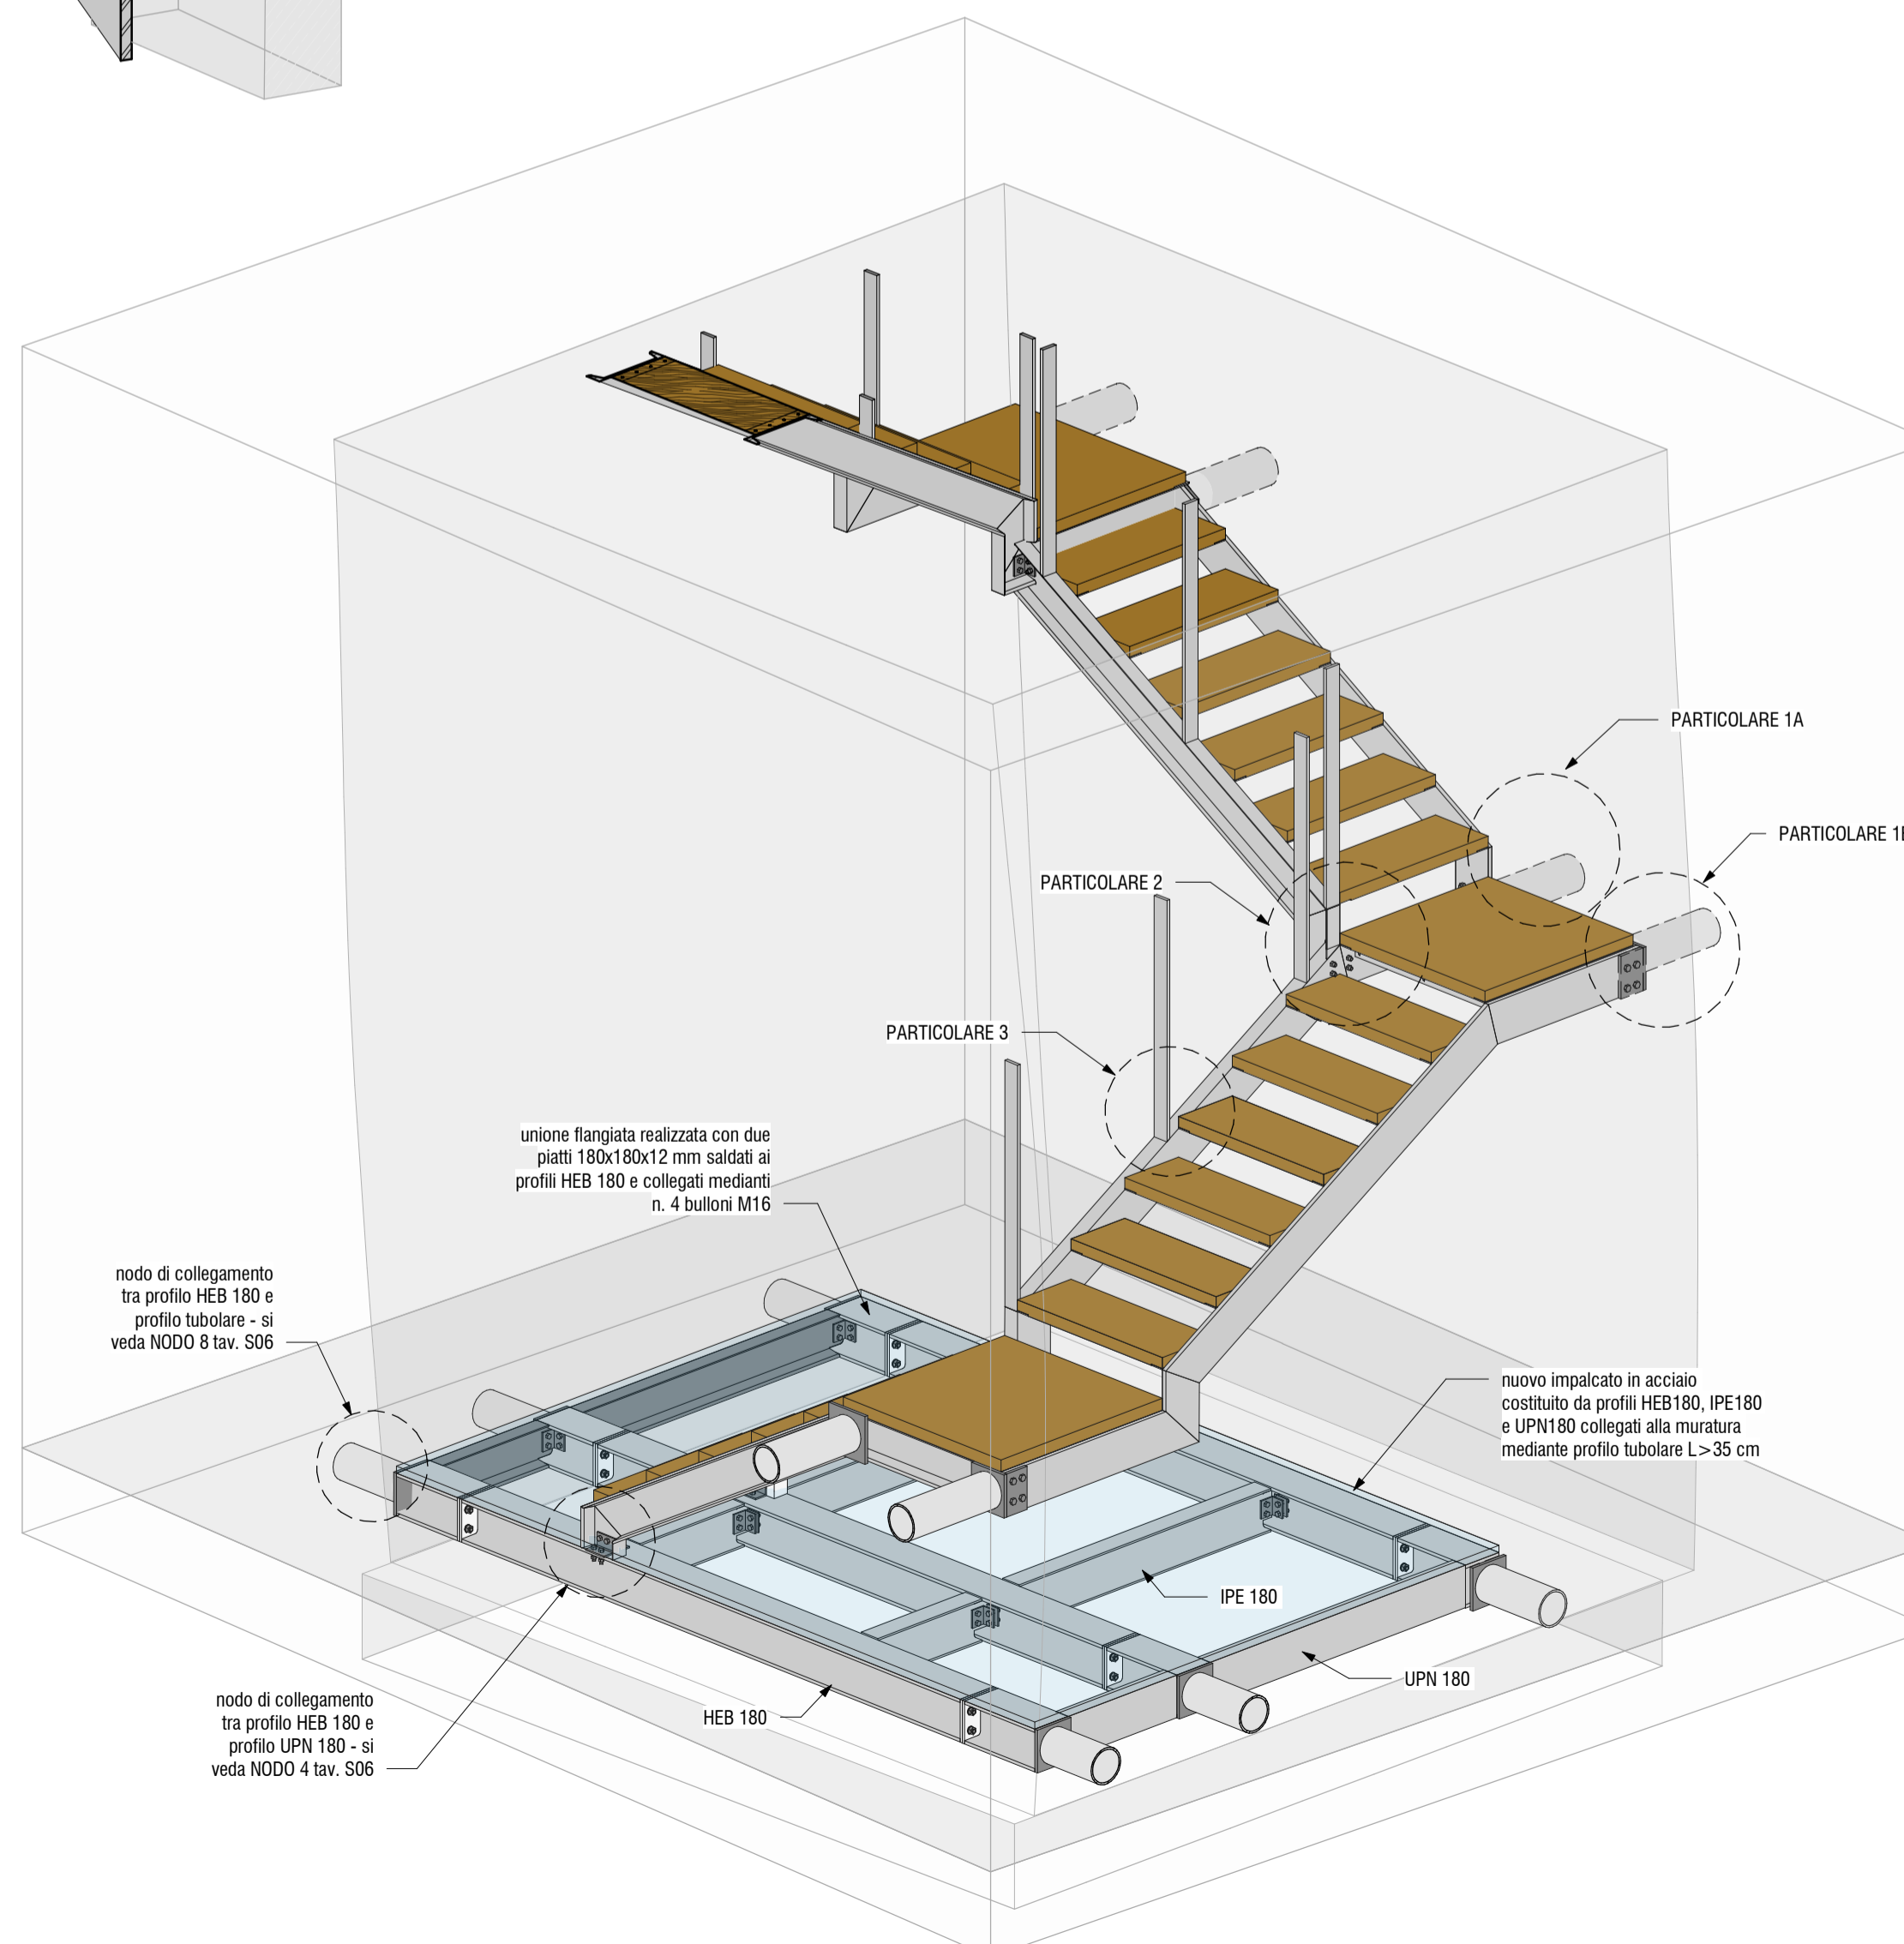 PARTICOLARE 1A
PARTICOLARE 1
PARTICOLARE 2
PARTICOLARE 3
unione flangiata realizzata con due
piatti 180x180x12 mm saldati ai
profili HEB 180 e collegati medianti
n. 4 bulloni M16
nodo di collegamento
tra profilo HEB 180 e
profilo tubolare - si
veda NODO 8 tav. S06
nuovo impalcato in acciaio
costituito da profili HEB180, IPE180
e UPN180 collegati alla muratura
mediante profilo tubolare L>35 cm
IPE 180
UPN 180
HEB 180
nodo di collegamento
tra profilo HEB 180 e
profilo UPN 180 - si
veda NODO 4 tav. S06